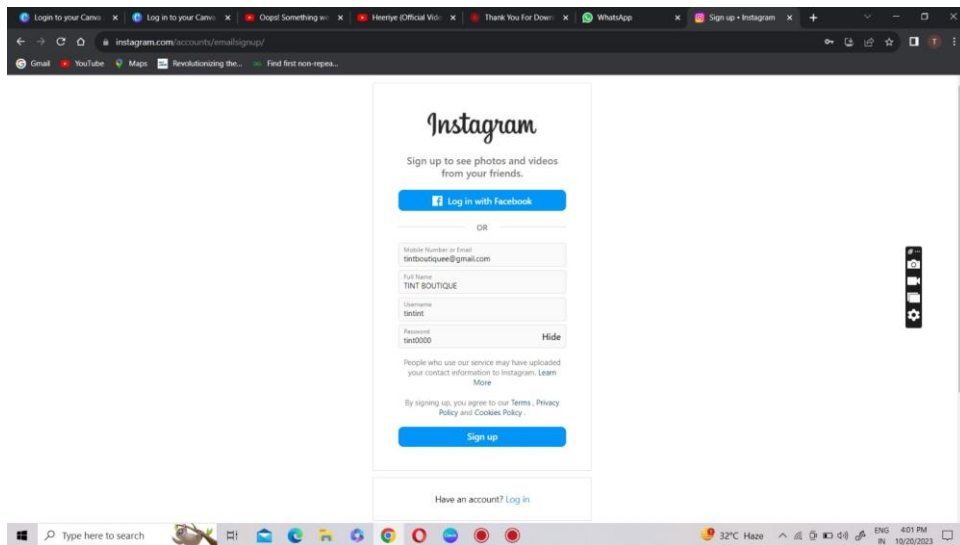 Login to your Canva
Log in to your Canva
Oops! Something we
Heeriye (Official Vide
Thank You For Down
WhatsApp
Sign up • Instagram
instagram.com/accounts/emailsignup/
T
Gmail
YouTube
Maps
Revolutionizing the...
Find first non-repea...
Instagram
Sign up to see photos and videos
from your friends.
Log in with Facebook
OR
Mobile Number or Email
tintboutiquee@gmail.com
Full Name
TINT BOUTIQUE
Username
tintint
Password
tint0000
Hide
People who use our service may have uploaded
your contact information to Instagram. Learn
More
By signing up, you agree to our Terms , Privacy
Policy and Cookies Policy .
Sign up
Have an account? Log in
Type here to search
32°C Haze
ENG
IN
4:01 PM
10/20/2023